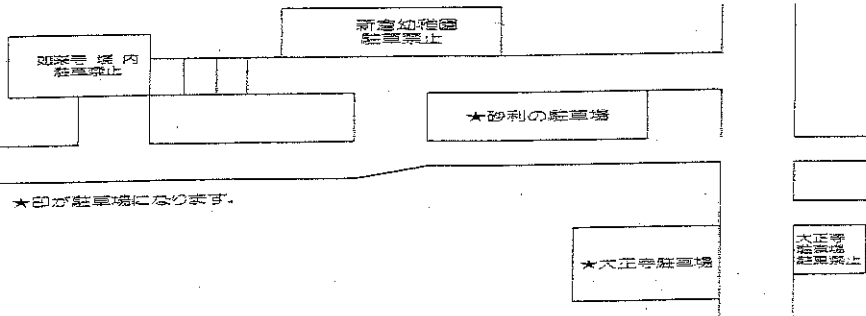 新倉幼稚園
駐車禁止
境内
駐車禁止
★砂利の駐車場
★印が駐車場になります。
★大正寺駐車場
大正寺
駐車場
駐車禁止